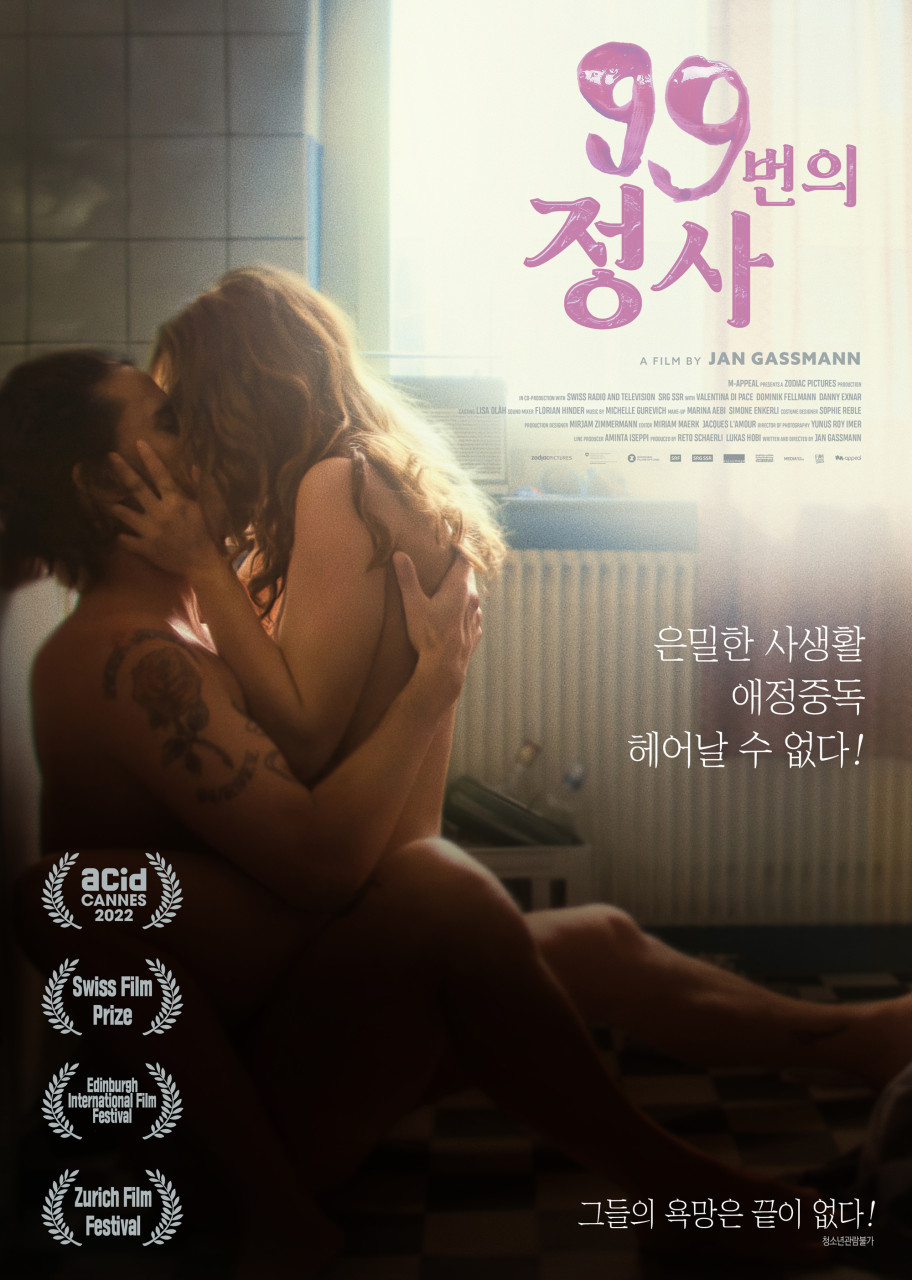 99번의
정사
A FILM BY JAN GASSMANN
M-APPEAL PRESENTS A ZODIAC PICTURES PRODUCTION
IN CO-PRODUCTION WITH SWISS RADIO AND TELEVISION SRG SSR WITH VALENTINA DI PACE DOMINIK FELLMANN DANNY EXNAR
CASTING LISA OLÀH SOUND MIXER FLORIAN HINDER MUSIC BY MICHELLE GUREVICH MAKE-UP MARINA AEBI SIMONE ENKERLI COSTUME DESIGNER SOPHIE REBLE
PRODUCTION DESIGNER MIRJAM ZIMMERMANN EDITOR MIRIAM MAERK JACQUES L'AMOUR DIRECTOR OF PHOTOGRAPHY YUNUS ROY IMER
LINE PRODUCER AMINTA ISEPPI PRODUCED BY RETO SCHAERLI LUKAS HOBI WRITTEN AND DIRECTED BY JAN GASSMANN
SRF SRG SSR
은밀한 사생활
애정중독
헤어날 수 없다!
acid
CANNES
2022
Swiss Film
Prize
Edinburgh
International Film
Festival
Zurich Film
Festival
그들의 욕망은 끝이 없다!
청소년관람불가